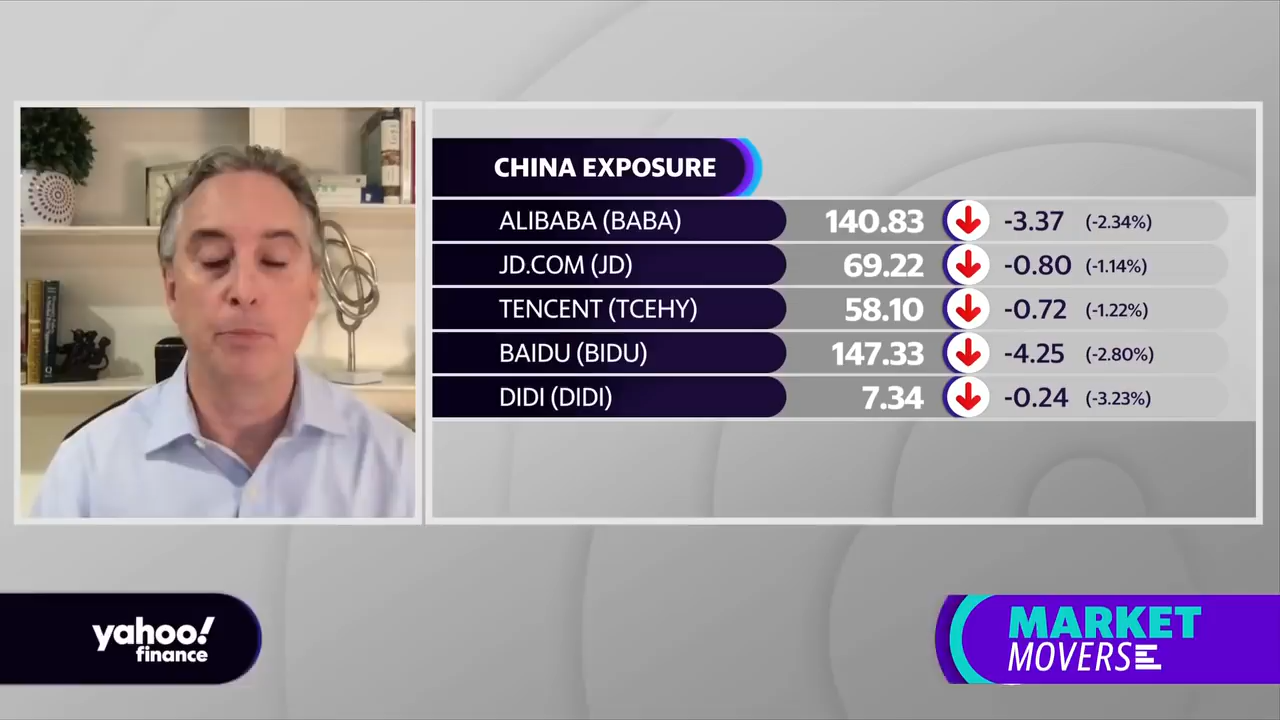 CHINA EXPOSURE
ALIBABA (BABA) 140.83 -3.37 (-2.34%)
JD.COM (JD) 69.22 -0.80 (-1.14%)
TENCENT (TCEHY) 58.10 -0.72 (-1.22%)
BAIDU (BIDU) 147.33 -4.25 (-2.80%)
DIDI (DIDI) 7.34 -0.24 (-3.23%)
yahoo!
finance
MARKET
MOVERS